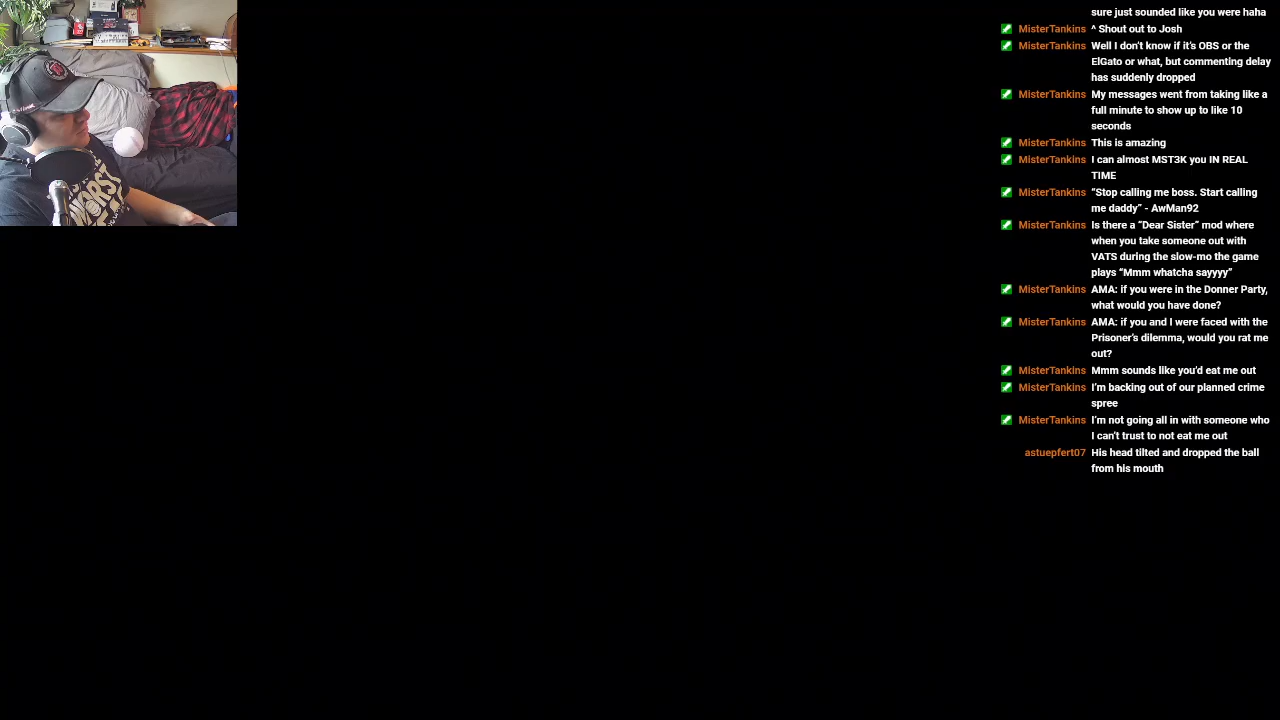 sure just sounded like you were haha
MisterTankins ^ Shout out to Josh
MisterTankins Well I don't know if it's OBS or the
ElGato or what, but commenting delay
has suddenly dropped
MisterTankins My messages went from taking like a
full minute to show up to like 10
seconds
MisterTankins This is amazing
MisterTankins I can almost MST3K you IN REAL
TIME
MisterTankins “Stop calling me boss. Start calling
me daddy” - AwMan92
MisterTankins Is there a “Dear Sister” mod where
when you take someone out with
VATS during the slow-mo the game
plays “Mmm whatcha sayyyy”
MisterTankins AMA: if you were in the Donner Party,
what would you have done?
MisterTankins AMA: if you and I were faced with the
Prisoner’s dilemma, would you rat me
out?
MisterTankins Mmm sounds like you’d eat me out
MisterTankins I’m backing out of our planned crime
spree
MisterTankins I’m not going all in with someone who
I can’t trust to not eat me out
astuepfert07 His head tilted and dropped the ball
from his mouth
WORST